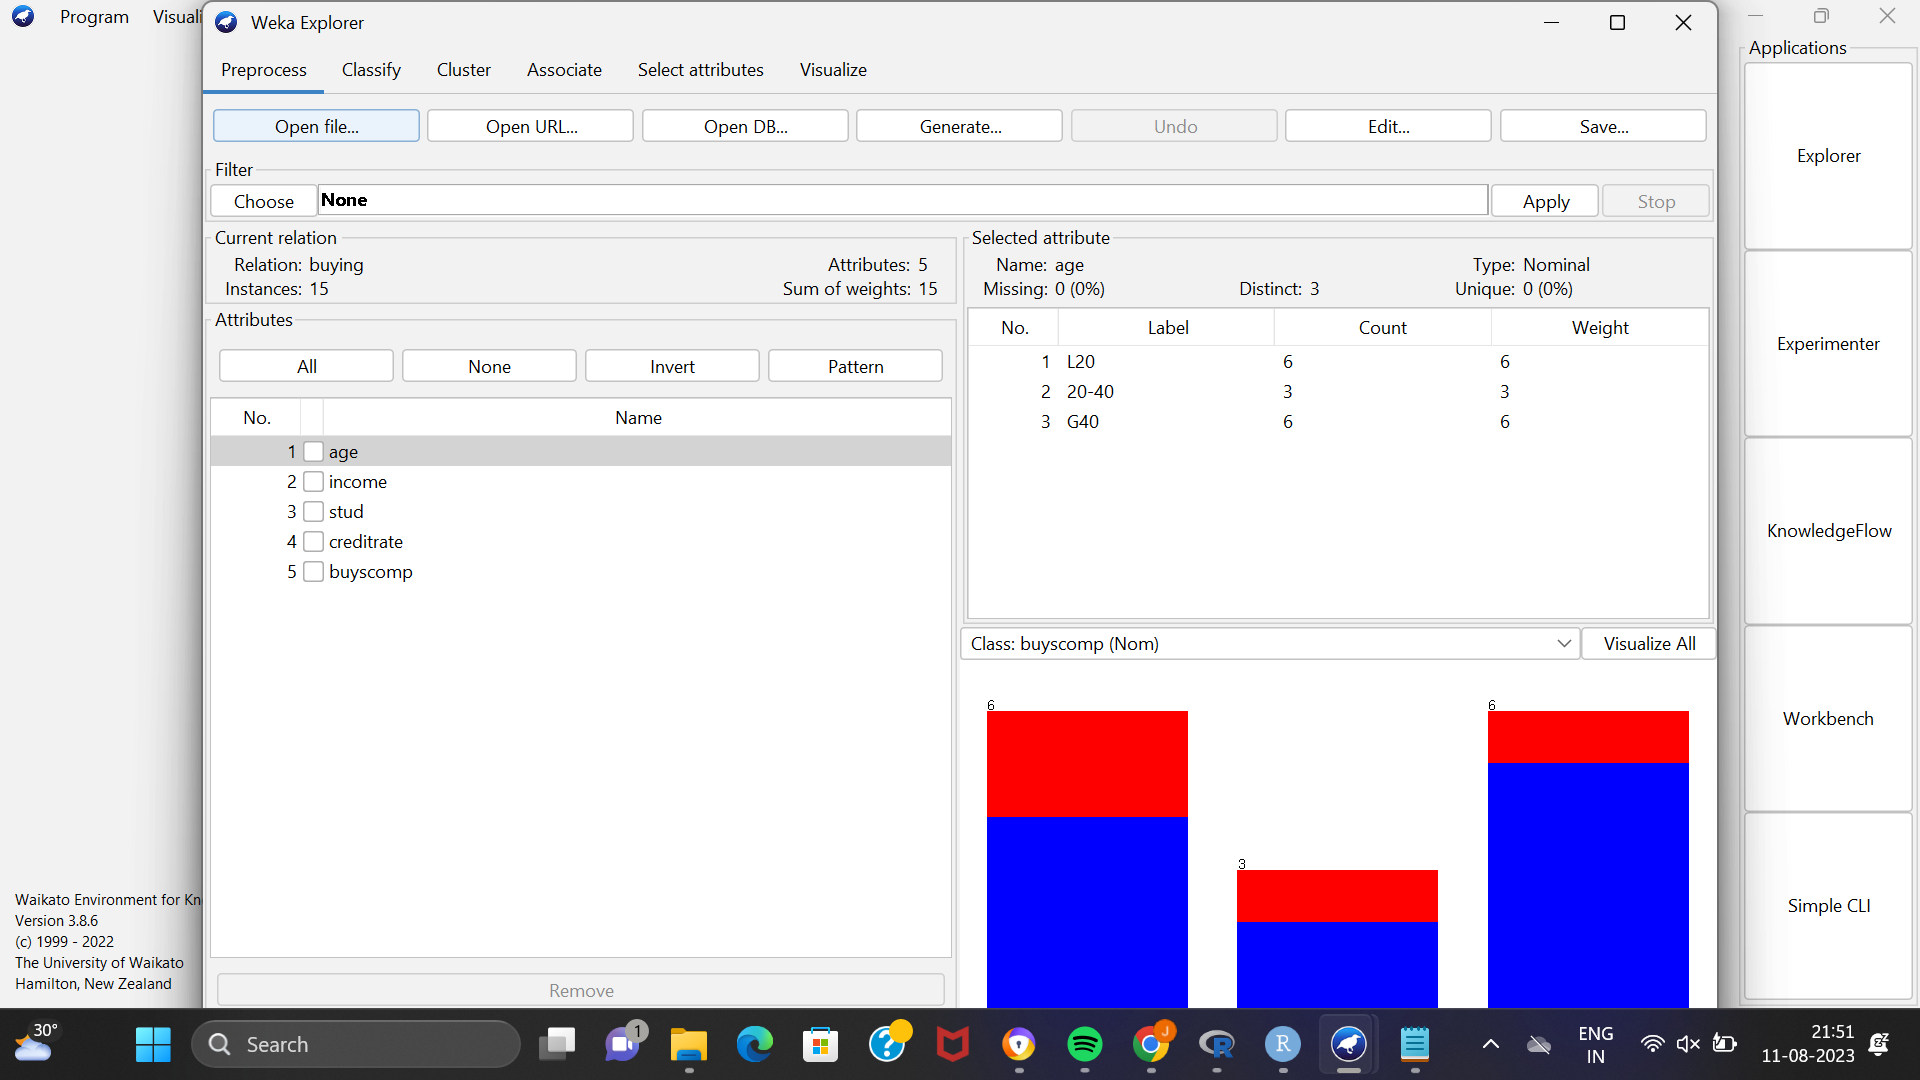 Program
Visuali
Weka Explorer
Preprocess
Classify
Cluster
Associate
Select attributes
Visualize
Open file...
Open URL...
Open DB...
Generate...
Undo
Edit...
Save...
Filter
Choose
None
Apply
Stop
Current relation
Relation: buying
Attributes: 5
Instances: 15
Sum of weights: 15
Attributes
All
None
Invert
Pattern
No. Name
1 age
2 income
3 stud
4 creditrate
5 buyscomp
Remove
Selected attribute
Name: age
Type: Nominal
Missing: 0 (0%)
Distinct: 3
Unique: 0 (0%)
No. Label Count Weight
1 L20 6 6
2 20-40 3 3
3 G40 6 6
Class: buyscomp (Nom)
Visualize All
6
3
6
Applications
Explorer
Experimenter
KnowledgeFlow
Workbench
Simple CLI
Waikato Environment for Kn
Version 3.8.6
(c) 1999 - 2022
The University of Waikato
Hamilton, New Zealand
30°
Search
1
J
R
R
ENG
IN
21:51
11-08-2023